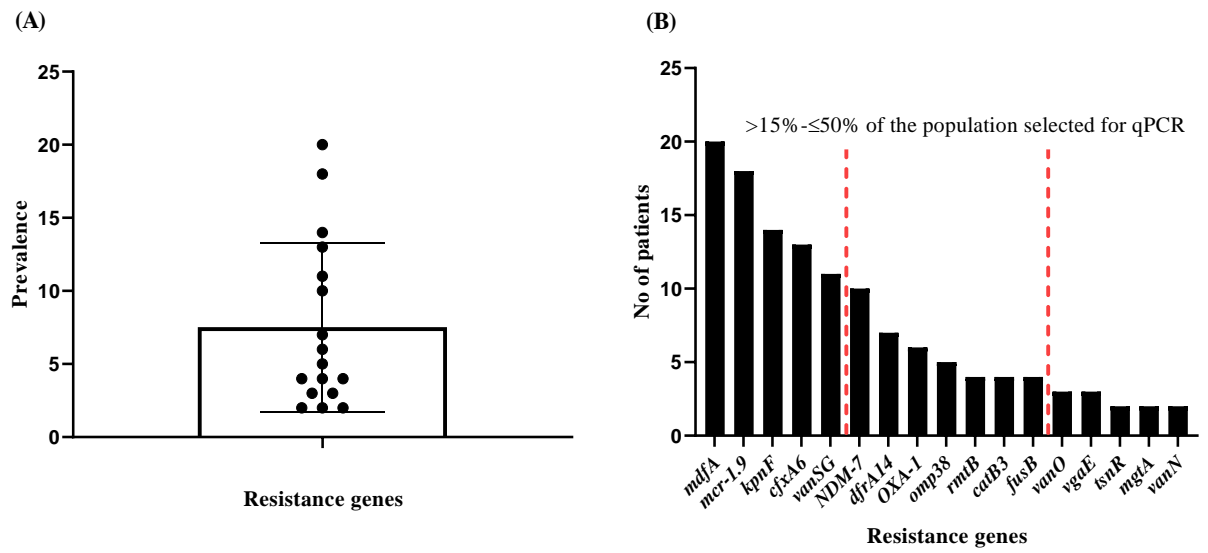 (A)
25
20
15
10
5
0
Prevalence
Resistance genes
(B)
25
20
15
10
5
0
No of patients
>15%-≤50% of the population selected for qPCR
mdfA
mcr-1.9
kpnF
cfxA6
vanSG
NDM-7
dfrA14
OXA-1
omp38
rmtB
catB3
fusB
vanO
vgaE
tsnR
mgtA
vanN
Resistance genes